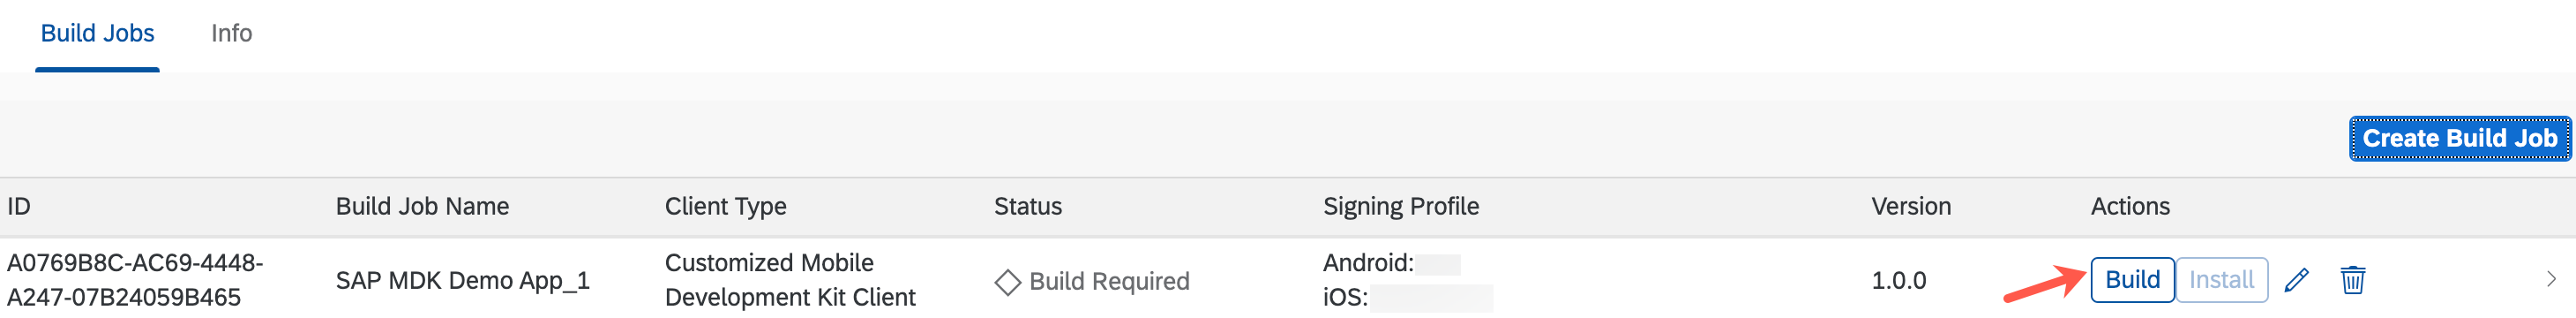 Build Jobs Info
Create Build Job
ID Build Job Name Client Type Status Signing Profile Version Actions
A0769B8C-AC69-4448- Customized Mobile Android:
SAP MDK Demo App_1 Build Required 1.0.0 Build Install
A247-07B24059B465 Development Kit Client iOS: